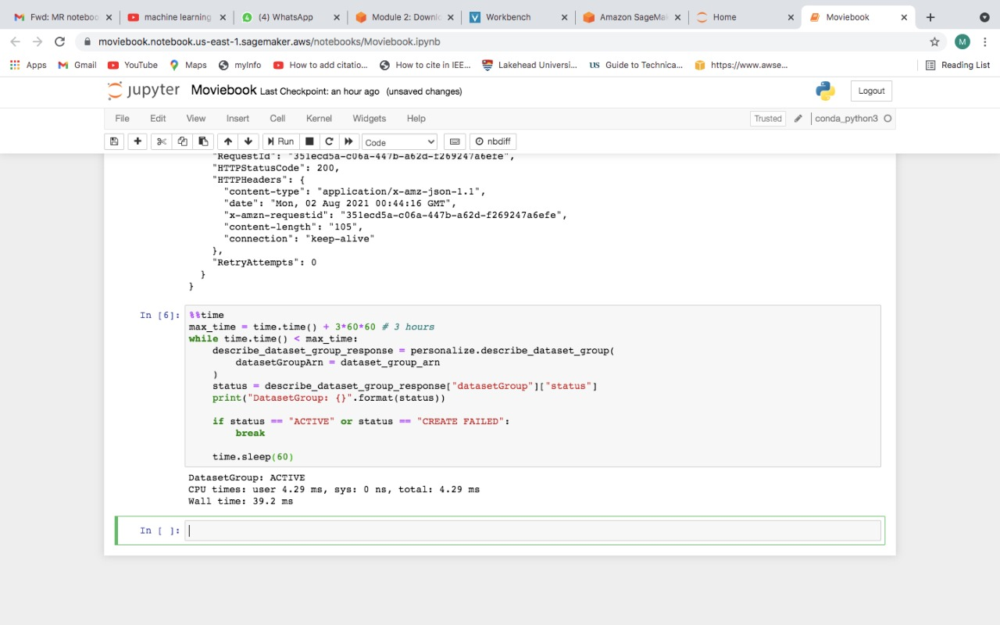 Fwd: MR noteboo
machine learning
(4) WhatsApp
Module 2: Downlo
Workbench
Amazon SageMak
Home
Moviebook
moviebook.notebook.us-east-1.sagemaker.aws/notebooks/Moviebook.ipynb
M
Apps
Gmail
YouTube
Maps
myInfo
How to add citatio...
How to cite in IEE...
Lakehead Universi...
US Guide to Technica...
https://www.awse...
Reading List
jupyter Moviebook Last Checkpoint: an hour ago (unsaved changes)
Logout
File Edit View Insert Cell Kernel Widgets Help
Trusted
conda_python3
Run
Code
nbdiff
"RequestId": "351ecd5a-c06a-447b-a62d-f269247a6efe",
"HTTPStatusCode": 200,
"HTTPHeaders": {
"content-type": "application/x-amz-json-1.1",
"date": "Mon, 02 Aug 2021 00:44:16 GMT",
"x-amzn-requestid": "351ecd5a-c06a-447b-a62d-f269247a6efe",
"content-length": "105",
"connection": "keep-alive"
},
"RetryAttempts": 0
}
}
In [6]:
%%time
max_time = time.time() + 3*60*60 # 3 hours
while time.time() < max_time:
describe_dataset_group_response = personalize.describe_dataset_group(
datasetGroupArn = dataset_group_arn
)
status = describe_dataset_group_response["datasetGroup"]["status"]
print("DatasetGroup: {}".format(status))
if status == "ACTIVE" or status == "CREATE FAILED":
break
time.sleep(60)
DatasetGroup: ACTIVE
CPU times: user 4.29 ms, sys: 0 ns, total: 4.29 ms
Wall time: 39.2 ms
In [ ]: